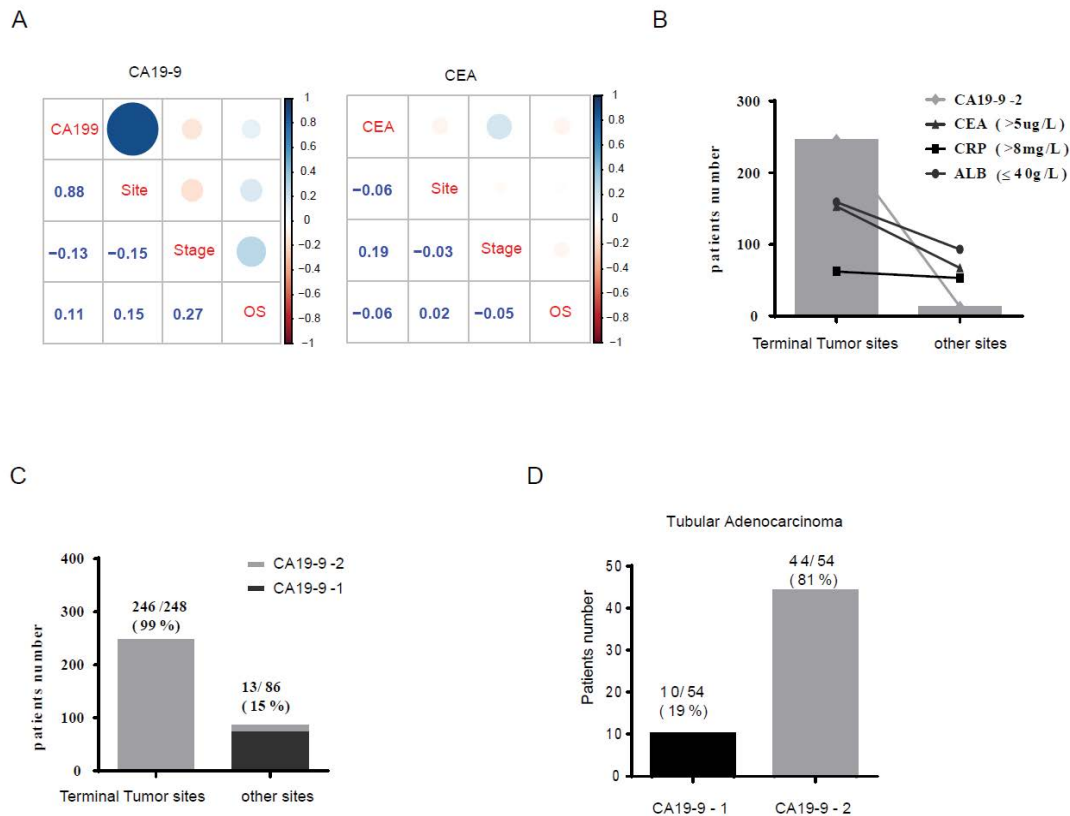 A
CA19-9
CA199
0.88
Site
−0.13
−0.15
Stage
0.11
0.15
0.27
OS
1
0.8
0.6
0.4
0.2
0
−0.2
−0.4
−0.6
−0.8
−1
CEA
CEA
−0.06
Site
0.19
−0.03
Stage
−0.06
0.02
−0.05
OS
1
0.8
0.6
0.4
0.2
0
−0.2
−0.4
−0.6
−0.8
−1
B
patients number
300
200
100
0
CA19-9 -2
CEA ( >5ug/L )
CRP ( >8mg/L )
ALB ( ≤ 40g/L )
Terminal Tumor sites
other sites
C
patients number
400
300
200
100
0
CA19-9 -2
CA19-9 -1
246 /248
( 99 % )
13/ 86
( 15 % )
Terminal Tumor sites
other sites
D
Tubular Adenocarcinoma
Patients number
50
40
30
20
10
0
10/ 54
( 19 % )
44/ 54
( 81 % )
CA19-9 - 1
CA19-9 - 2